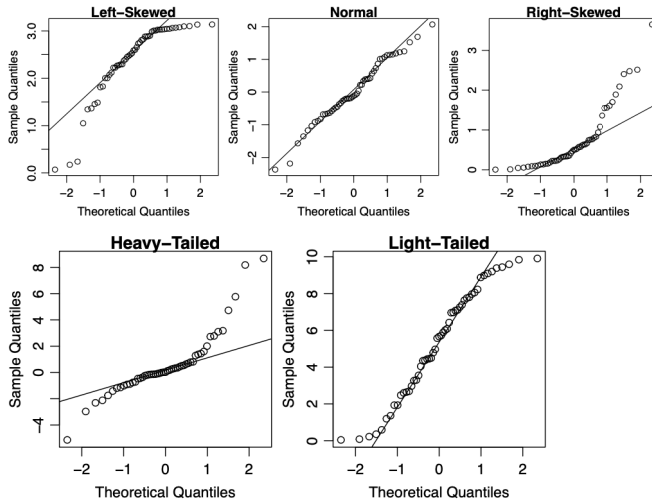 Left−Skewed
Normal
Right−Skewed
Sample Quantiles
0.0 1.0 2.0 3.0
−2 −1 0 1 2
Theoretical Quantiles
Sample Quantiles
−2 −1 0 1 2
−2 −1 0 1 2
Theoretical Quantiles
Sample Quantiles
0 1 2 3
−2 −1 0 1 2
Theoretical Quantiles
Heavy−Tailed
Light−Tailed
Sample Quantiles
−4 0 2 4 6 8
−2 −1 0 1 2
Theoretical Quantiles
Sample Quantiles
0 2 4 6 8 10
−2 −1 0 1 2
Theoretical Quantiles